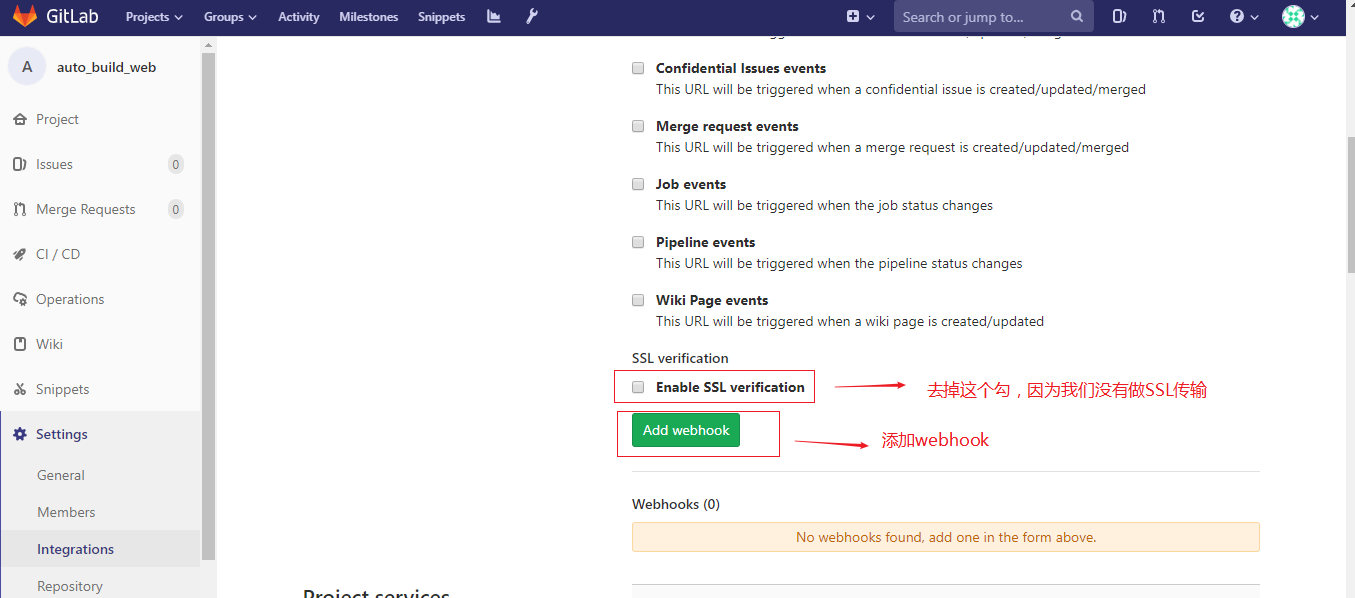 GitLab Projects Groups Activity Milestones Snippets Search or jump to...
A auto_build_web
Project
Issues 0
Merge Requests 0
CI / CD
Operations
Wiki
Snippets
Settings
General
Members
Integrations
Repository
Confidential Issues events
This URL will be triggered when a confidential issue is created/updated/merged
Merge request events
This URL will be triggered when a merge request is created/updated/merged
Job events
This URL will be triggered when the job status changes
Pipeline events
This URL will be triggered when the pipeline status changes
Wiki Page events
This URL will be triggered when a wiki page is created/updated
SSL verification
Enable SSL verification
去掉这个勾，因为我们没有做SSL传输
Add webhook
添加webhook
Webhooks (0)
No webhooks found, add one in the form above.
Project services